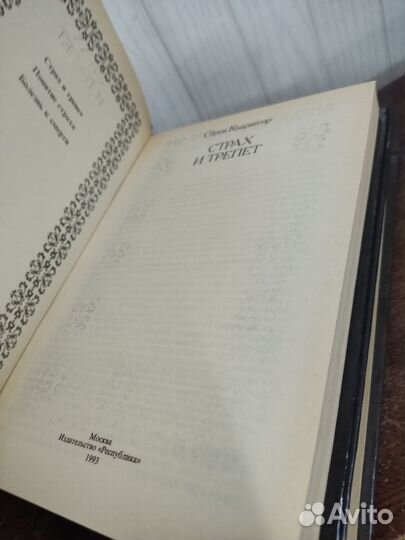 Страх и трепет
Понятие страха
Болезнь к смерти
Сёрен Кьеркегор
СТРАХ
И ТРЕПЕТ
Москва
Издательство «Республика»
1993
Avito